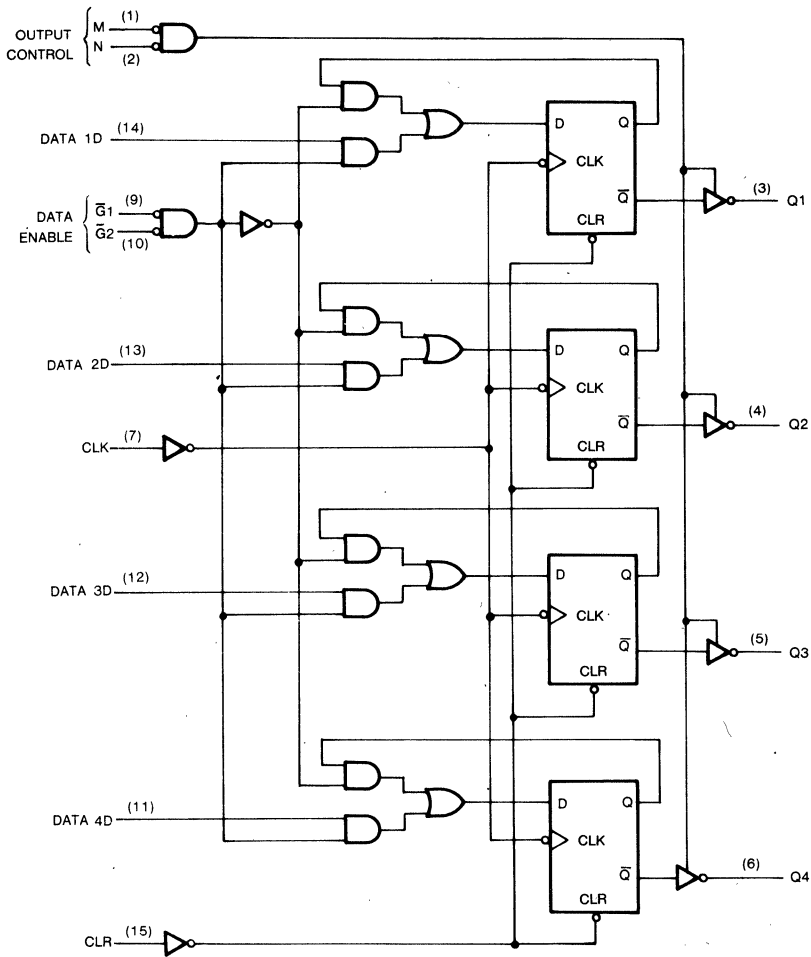 OUTPUT CONTROL
M (1)
N (2)
DATA 1D (14)
D Q
CLK
Q̅
CLR
(3) Q1
DATA ENABLE
G̅1 (9)
G̅2 (10)
DATA 2D (13)
D Q
CLK
Q̅
CLR
(4) Q2
CLK (7)
DATA 3D (12)
D Q
CLK
Q̅
CLR
(5) Q3
DATA 4D (11)
D Q
CLK
Q̅
CLR
(6) Q4
CLR (15)